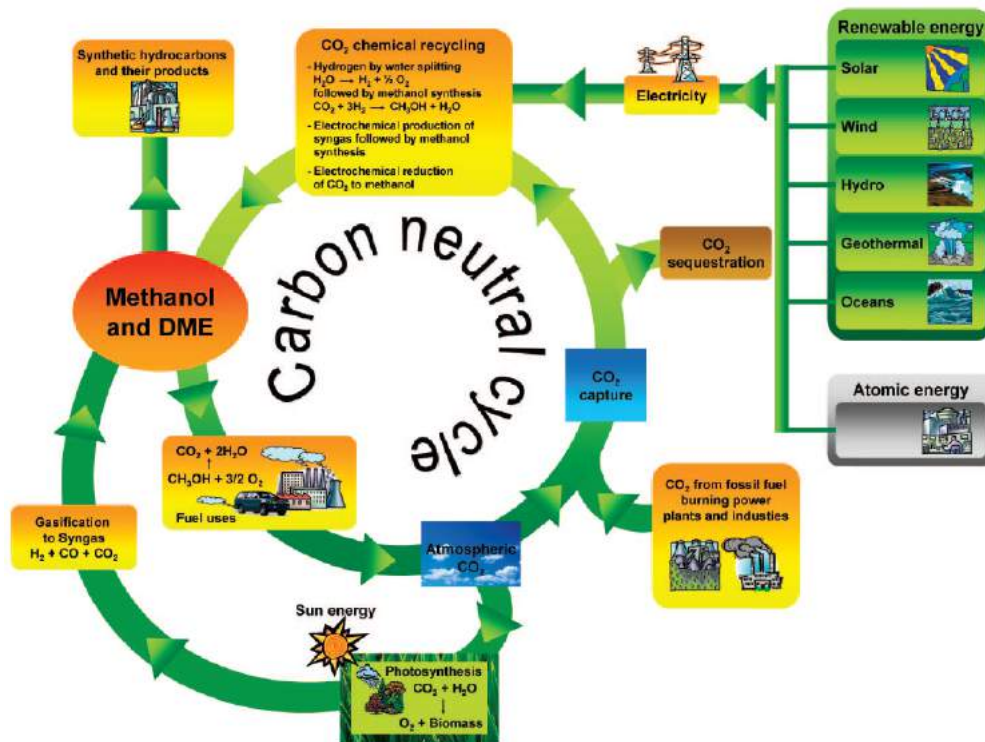 Synthetic hydrocarbons
and their products
CO₂ chemical recycling
- Hydrogen by water splitting
H₂O → H₂ + ½ O₂
followed by methanol synthesis
CO₂ + 3H₂ → CH₃OH + H₂O
- Electrochemical production of
syngas followed by methanol
synthesis
- Electrochemical reduction
of CO₂ to methanol
Electricity
Renewable energy
Solar
Wind
Hydro
Geothermal
Oceans
Atomic energy
CO₂
sequestration
Methanol
and DME
Carbon neutral cycle
CO₂
capture
CO₂ + 2H₂O
↑
CH₃OH + 3/2 O₂
Fuel uses
CO₂ from fossil fuel
burning power
plants and industies
Gasification
to Syngas
H₂ + CO + CO₂
Atmospheric
CO₂
Sun energy
Photosynthesis
CO₂ + H₂O
↓
O₂ + Biomass